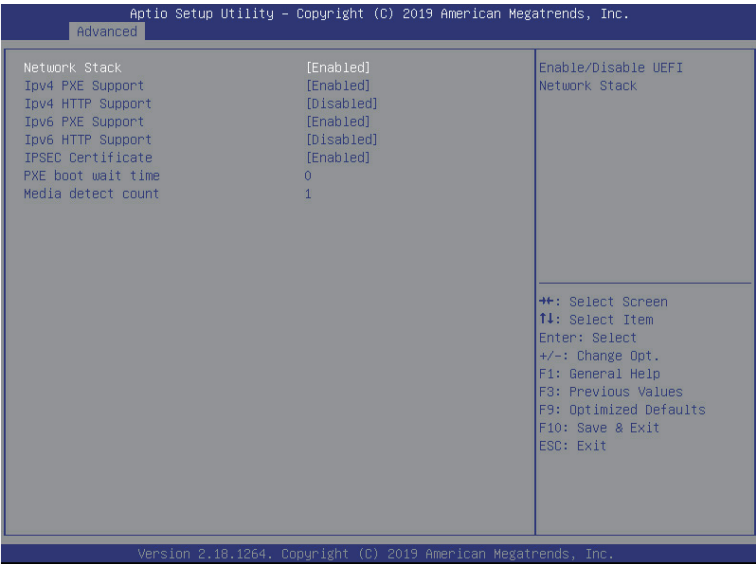 Aptio Setup Utility – Copyright (C) 2019 American Megatrends, Inc.
Advanced
Network Stack [Enabled]
Ipv4 PXE Support [Enabled]
Ipv4 HTTP Support [Disabled]
Ipv6 PXE Support [Enabled]
Ipv6 HTTP Support [Disabled]
IPSEC Certificate [Enabled]
PXE boot wait time 0
Media detect count 1
Enable/Disable UEFI
Network Stack
→←: Select Screen
↑↓: Select Item
Enter: Select
+/-: Change Opt.
F1: General Help
F3: Previous Values
F9: Optimized Defaults
F10: Save & Exit
ESC: Exit
Version 2.18.1264. Copyright (C) 2019 American Megatrends, Inc.